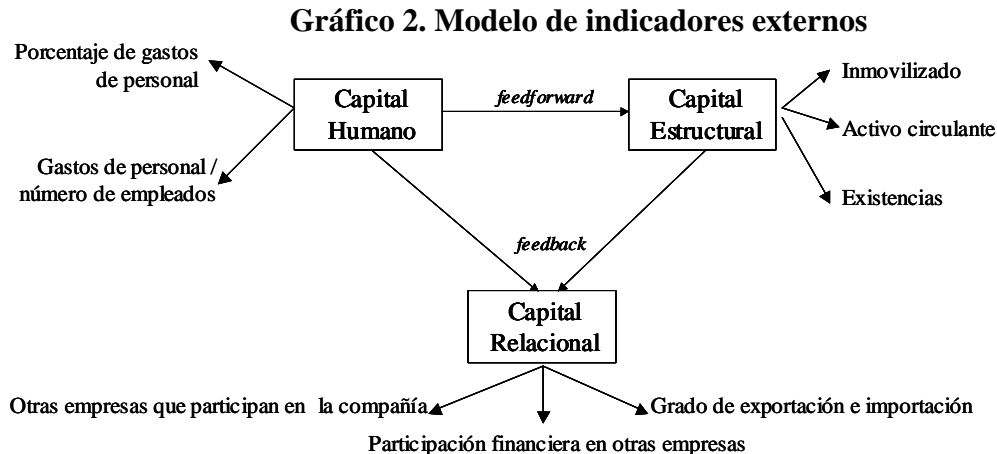 Gráfico 2. Modelo de indicadores externos
Porcentaje de gastos
de personal
Capital
Humano
feedforward
Capital
Estructural
Inmovilizado
Activo circulante
Gastos de personal /
número de empleados
Existencias
feedback
Capital
Relacional
Otras empresas que participan en la compañía
Grado de exportación e importación
Participación financiera en otras empresas